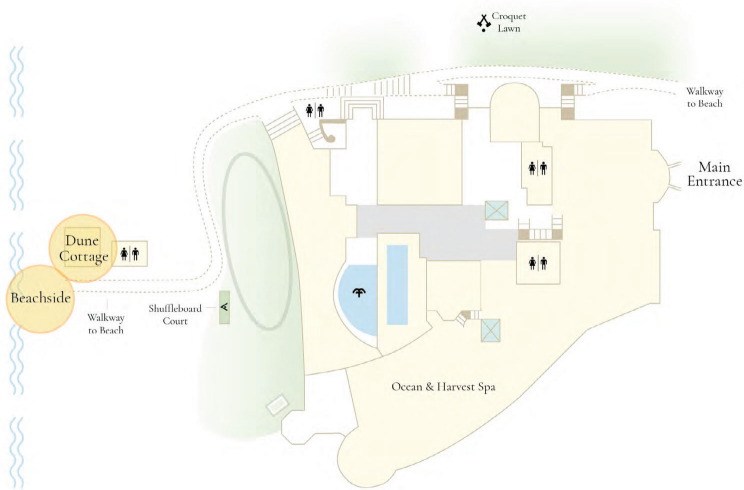 Croquet
Lawn
Walkway
to Beach
Main
Entrance
Dune
Cottage
Beachside
Walkway
to Beach
Shuffleboard
Court
Ocean & Harvest Spa